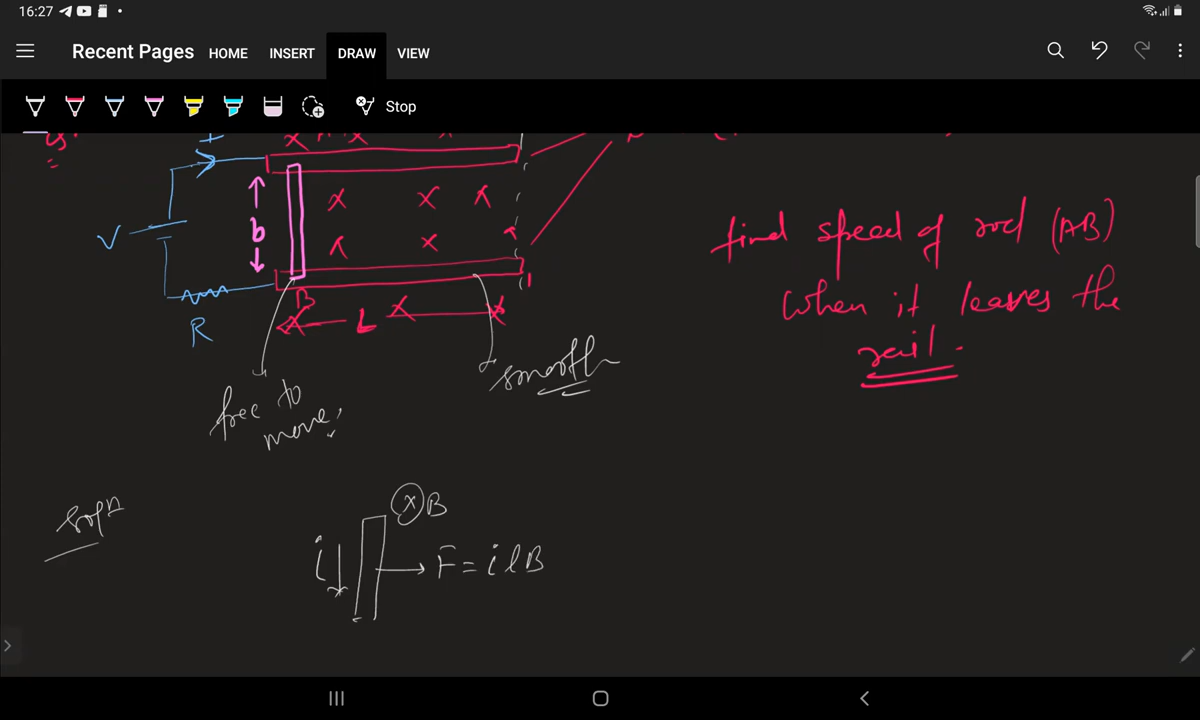 16:27
Recent Pages HOME INSERT DRAW VIEW
Stop
I
V
b
R
B
L
smooth
free to
move.
find speed of rod (AB)
when it leaves the
rail.
Solⁿ
i
(x) B
F = i l B